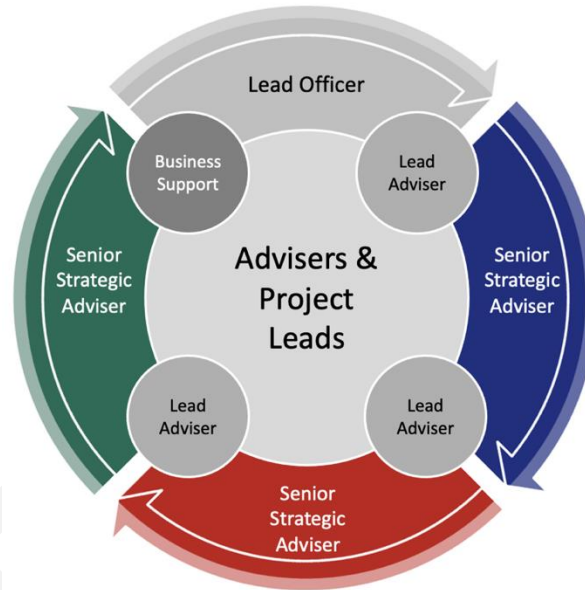 Lead Officer
Business
Support
Lead
Adviser
Senior
Strategic
Adviser
Advisers &
Project
Leads
Senior
Strategic
Adviser
Lead
Adviser
Lead
Adviser
Senior
Strategic
Adviser